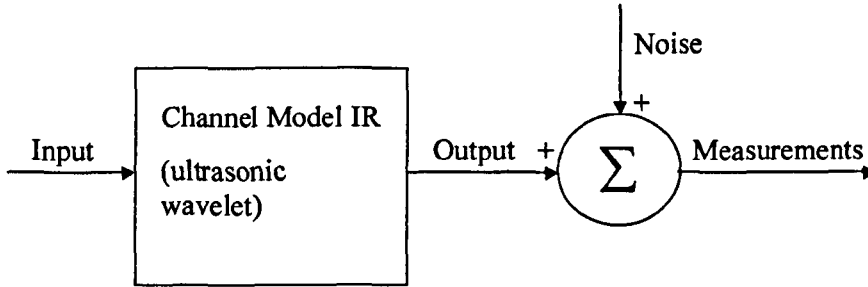 Noise
+
Channel Model IR
Input
Output
+
Σ
Measurements
(ultrasonic
wavelet)